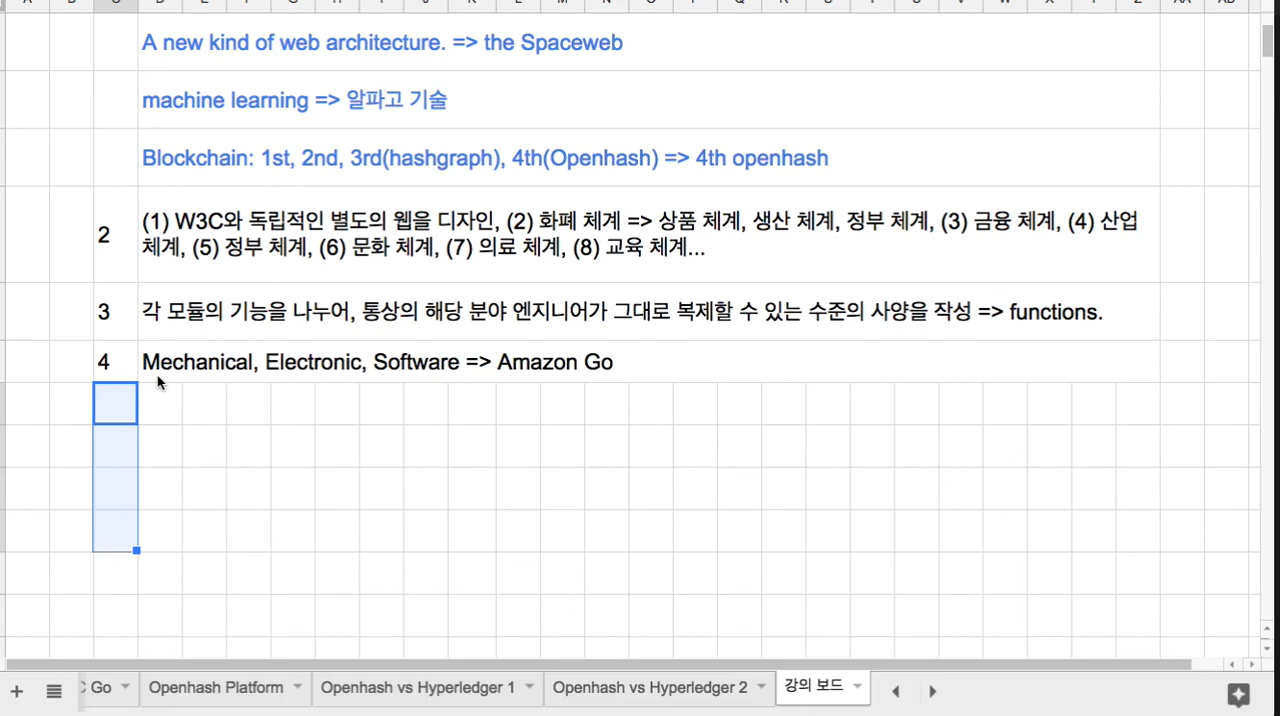 A new kind of web architecture. => the Spaceweb
machine learning => 알파고 기술
Blockchain: 1st, 2nd, 3rd(hashgraph), 4th(Openhash) => 4th openhash
2 (1) W3C와 독립적인 별도의 웹을 디자인, (2) 화폐 체계 => 상품 체계, 생산 체계, 정부 체계, (3) 금융 체계, (4) 산업
체계, (5) 정부 체계, (6) 문화 체계, (7) 의료 체계, (8) 교육 체계...
3 각 모듈의 기능을 나누어, 통상의 해당 분야 엔지니어가 그대로 복제할 수 있는 수준의 사양을 작성 => functions.
4 Mechanical, Electronic, Software => Amazon Go
Go Openhash Platform Openhash vs Hyperledger 1 Openhash vs Hyperledger 2 강의 보드